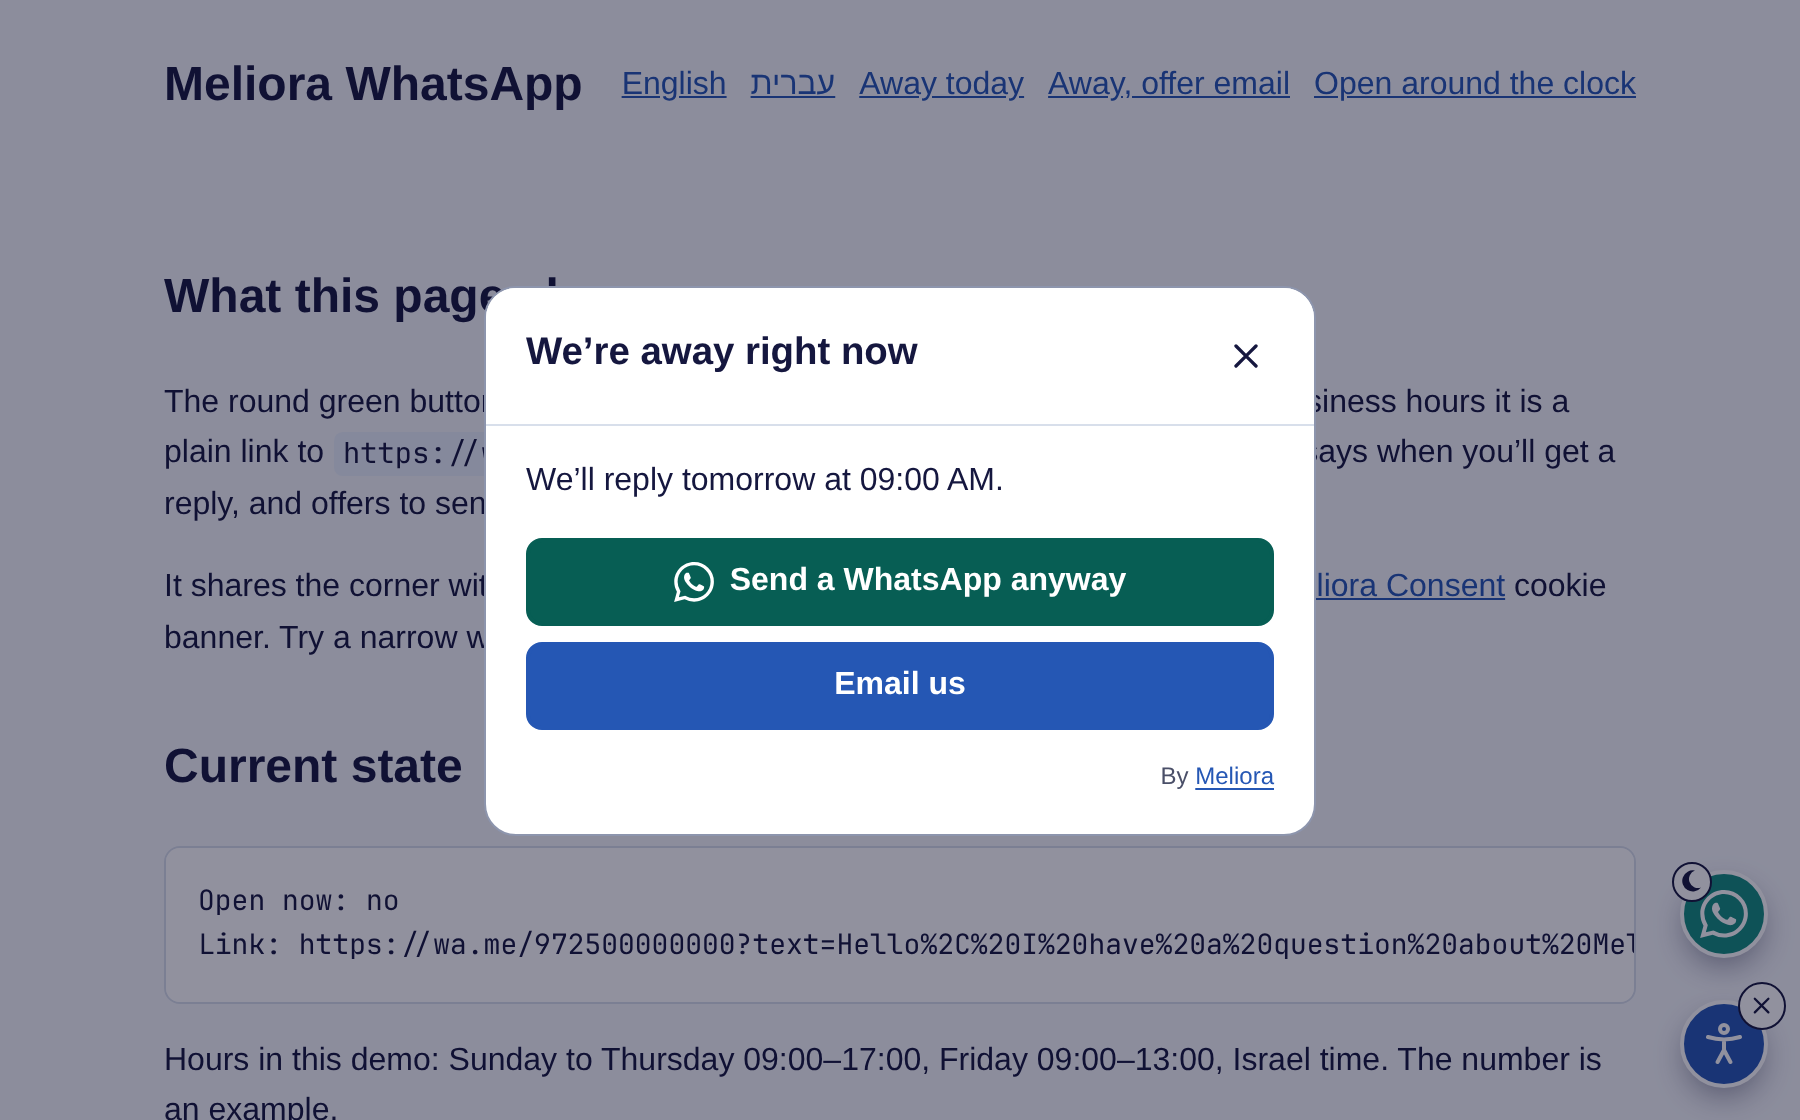 Meliora WhatsApp
English עברית Away today Away, offer email Open around the clock
What this page
We’re away right now
The round green button
siness hours it is a
plain link to https://
says when you’ll get a
We’ll reply tomorrow at 09:00 AM.
reply, and offers to sen
Send a WhatsApp anyway
It shares the corner wit
liora Consent cookie
banner. Try a narrow w
Email us
Current state
By Meliora
Open now: no
Link: https://wa.me/972500000000?text=Hello%2C%20I%20have%20a%20question%20about%20Mel
Hours in this demo: Sunday to Thursday 09:00–17:00, Friday 09:00–13:00, Israel time. The number is
an example.